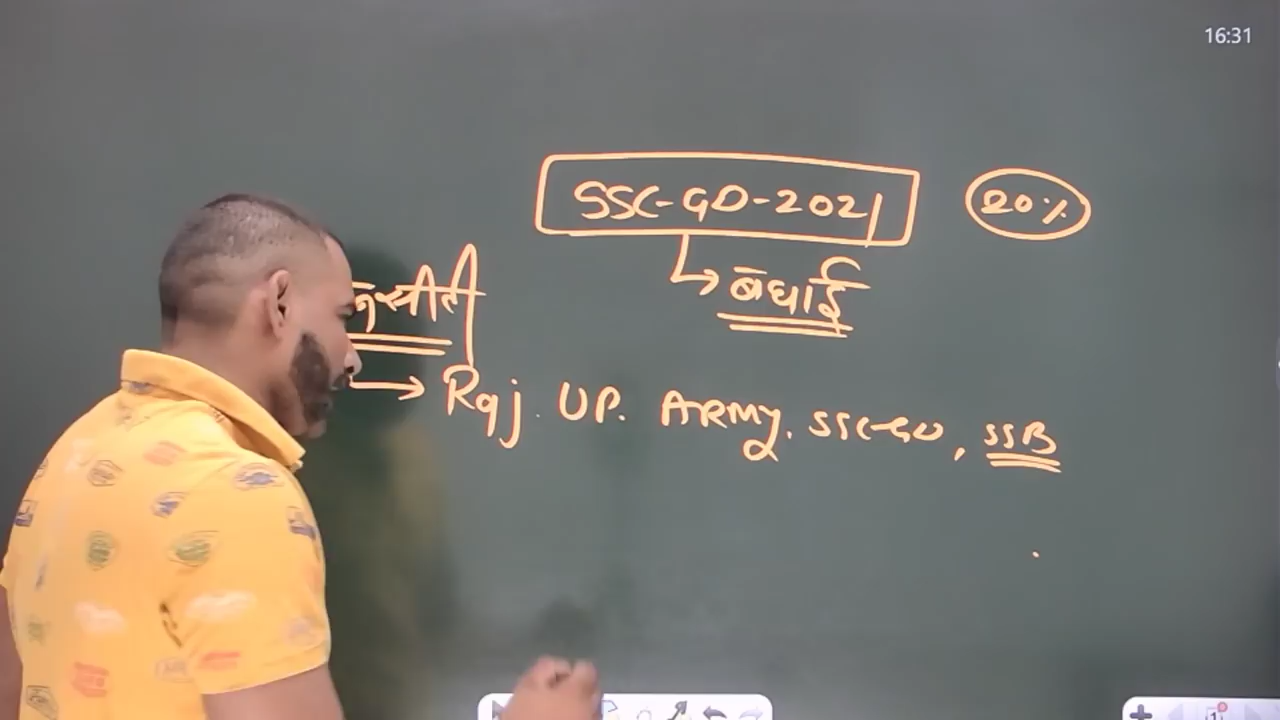 16:31
SSC-GD-2021
20%
बधाई
Raj. UP. ARMY, SSC-GD, SSB